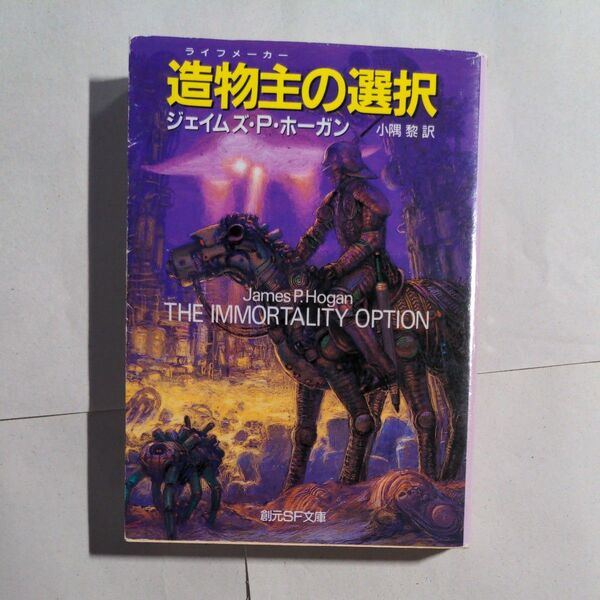 ライフメーカー
造物主の選択
ジェイムズ・P・ホーガン 小隅 黎 訳
James P. Hogan
THE IMMORTALITY OPTION
創元SF文庫